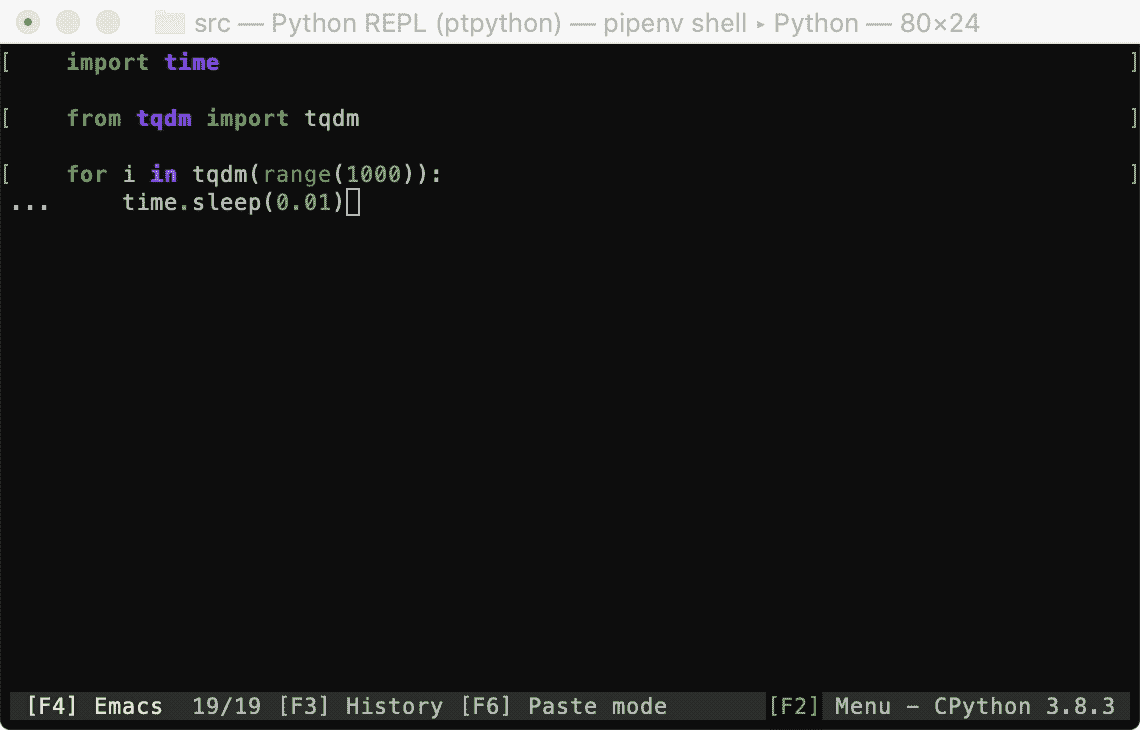 src — Python REPL (ptpython) — pipenv shell ▸ Python — 80×24
[    import time ]
[    from tqdm import tqdm ]
[    for i in tqdm(range(1000)): ]
...     time.sleep(0.01)
[F4] Emacs  19/19 [F3] History [F6] Paste mode [F2] Menu – CPython 3.8.3